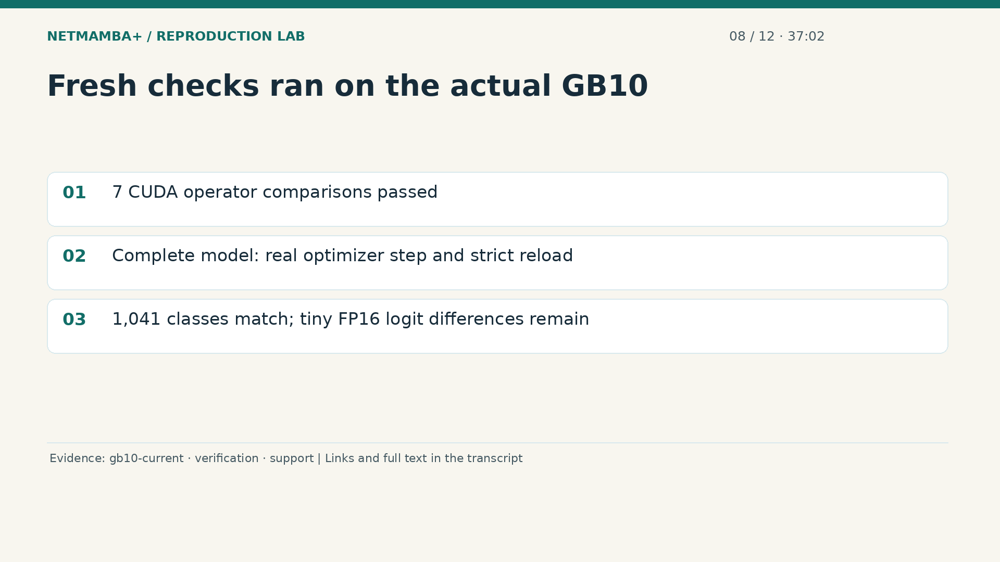 NETMAMBA+ / REPRODUCTION LAB
08 / 12 · 37:02
Fresh checks ran on the actual GB10
01 7 CUDA operator comparisons passed
02 Complete model: real optimizer step and strict reload
03 1,041 classes match; tiny FP16 logit differences remain
Evidence: gb10-current · verification · support | Links and full text in the transcript